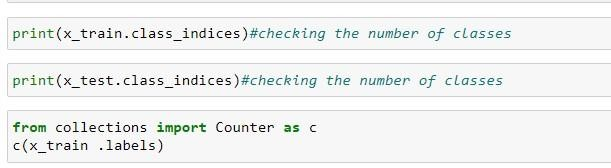 print(x_train.class_indices)#checking the number of classes
print(x_test.class_indices)#checking the number of classes
from collections import Counter as c
c(x_train .labels)